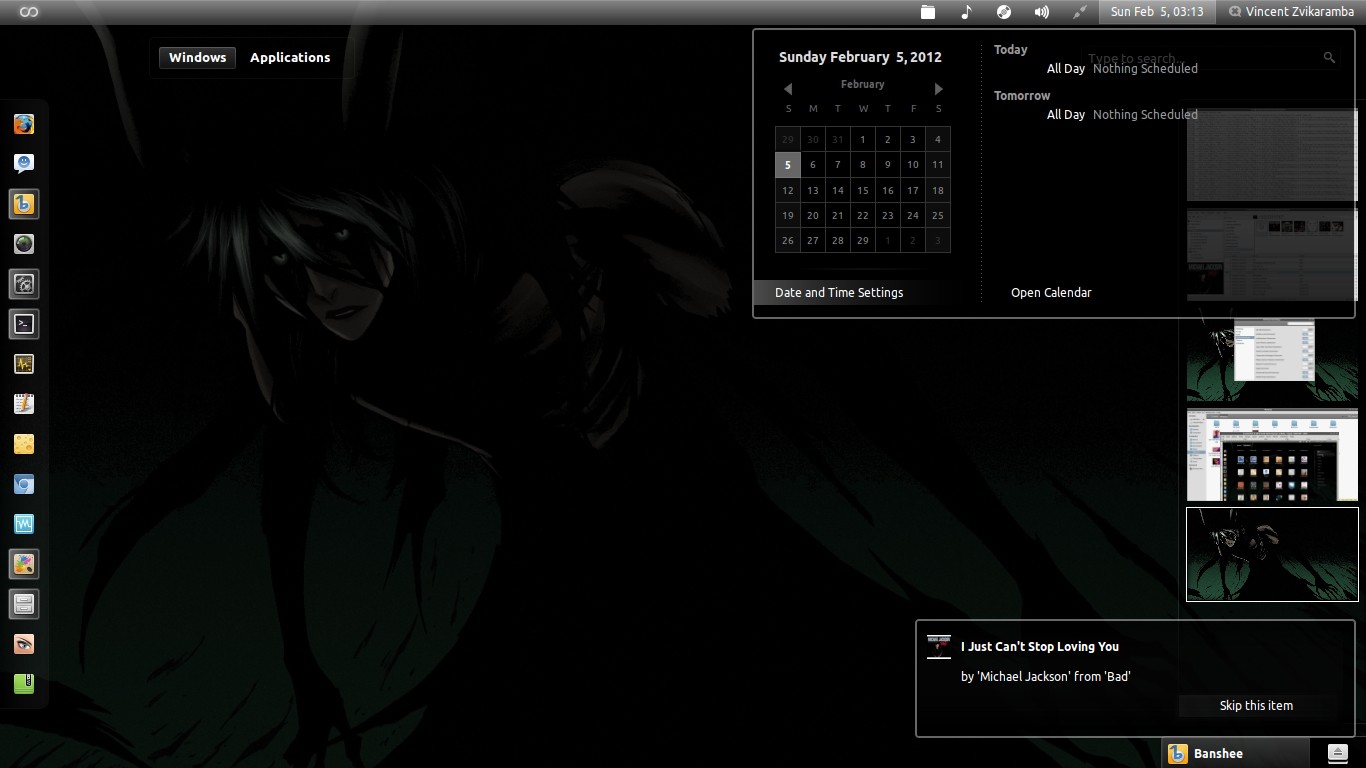 Sun Feb 5, 03:13
Vincent Zvikaramba
Windows
Applications
Type to search...
Sunday February 5, 2012
February
S M T W T F S
29 30 31 1 2 3 4
5 6 7 8 9 10 11
12 13 14 15 16 17 18
19 20 21 22 23 24 25
26 27 28 29 1 2 3
Date and Time Settings
Today
All Day Nothing Scheduled
Tomorrow
All Day Nothing Scheduled
Open Calendar
I Just Can't Stop Loving You
by 'Michael Jackson' from 'Bad'
Skip this item
Banshee